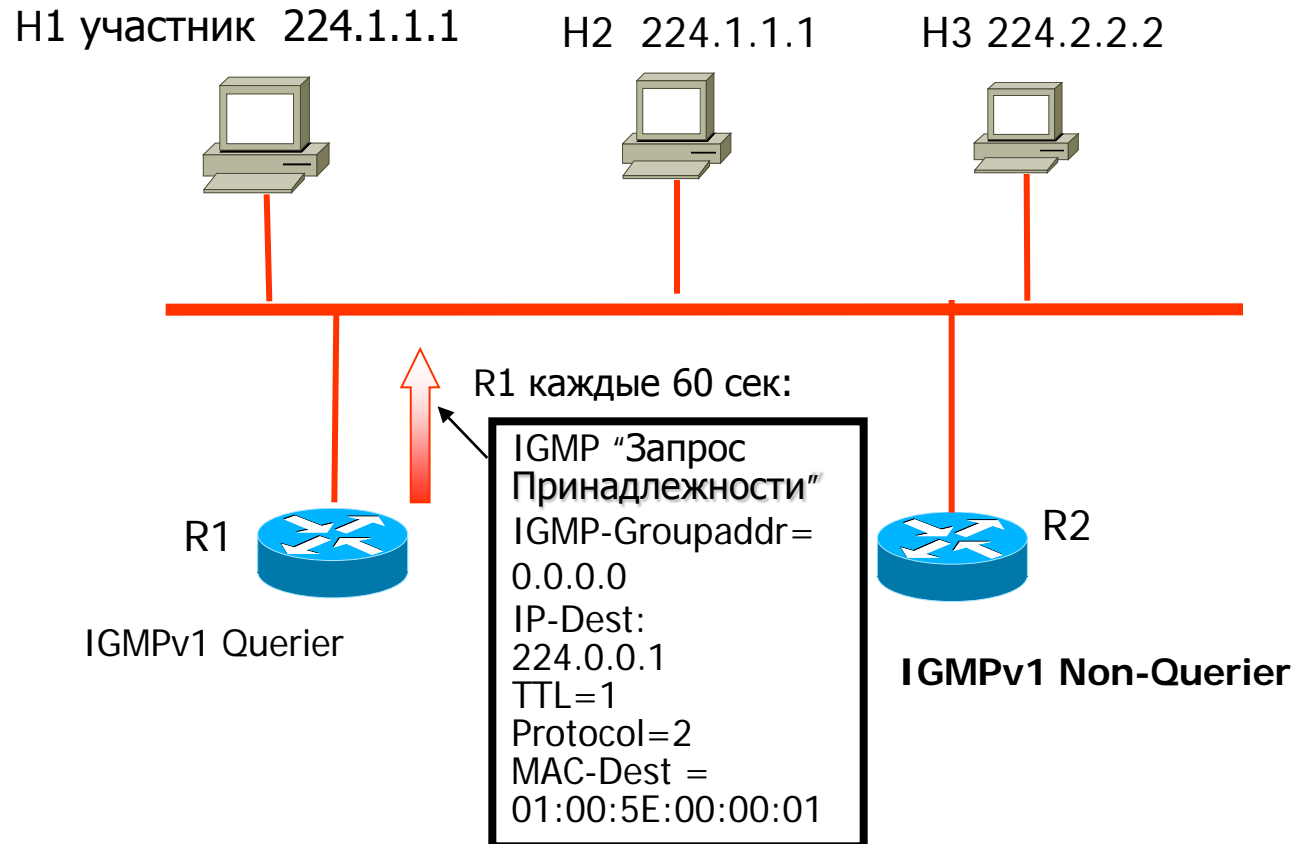 H1 участник 224.1.1.1
H2 224.1.1.1
H3 224.2.2.2
R1 каждые 60 сек:
IGMP “Запрос
Принадлежности”
IGMP-Groupaddr=
0.0.0.0
IP-Dest:
224.0.0.1
TTL=1
Protocol=2
MAC-Dest =
01:00:5E:00:00:01
R1
IGMPv1 Querier
R2
IGMPv1 Non-Querier